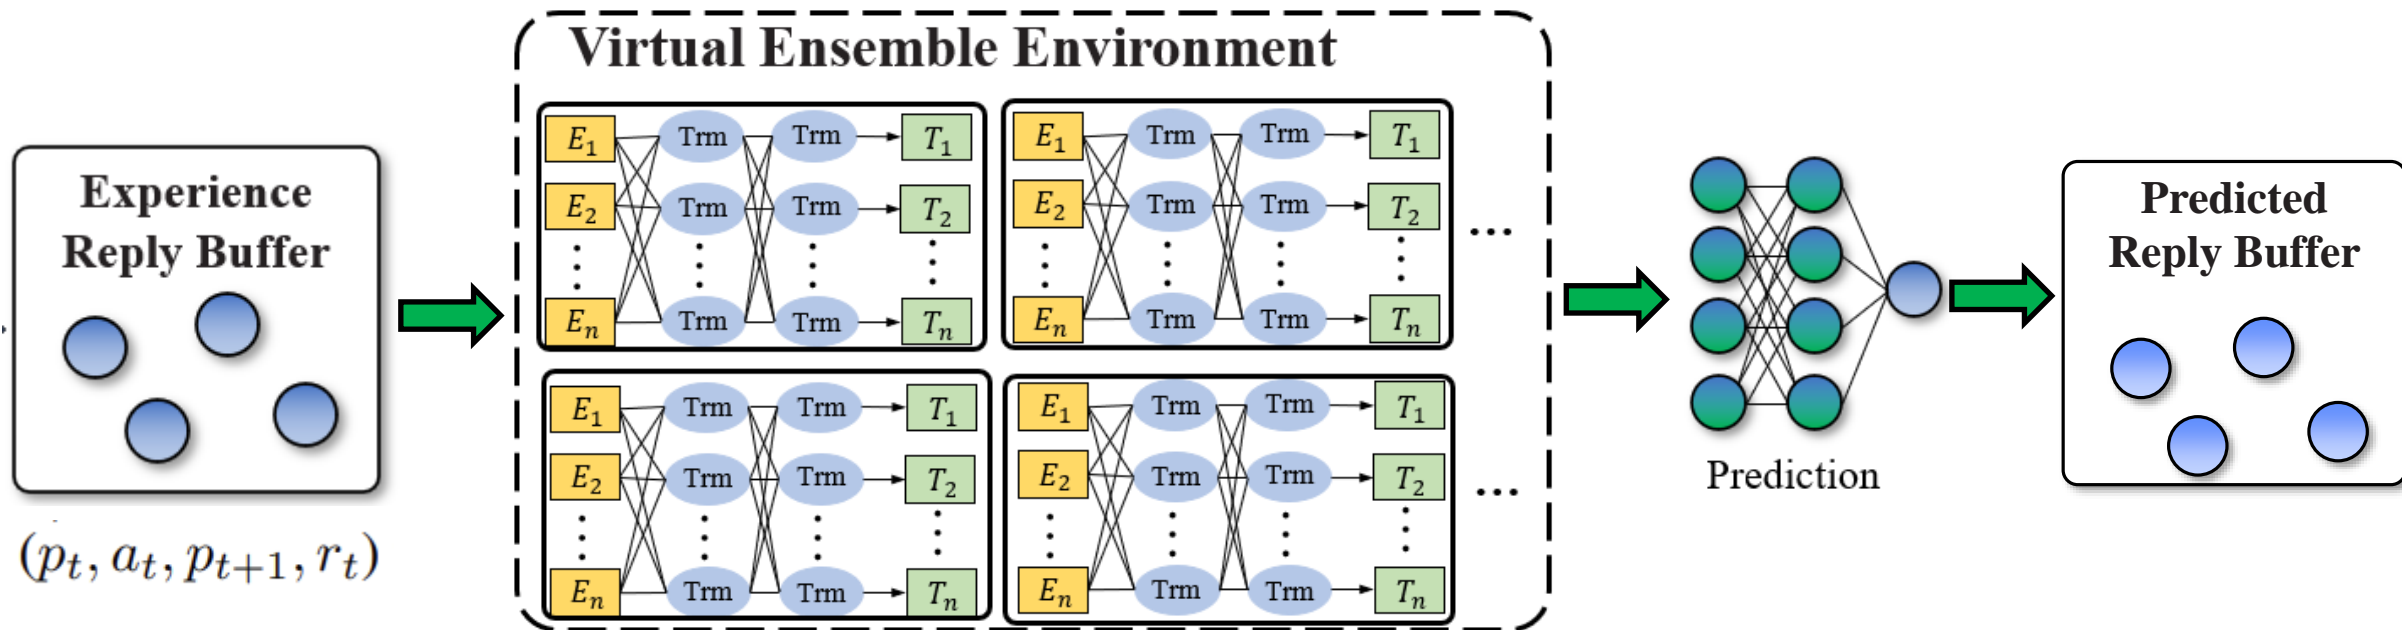 Virtual Ensemble Environment
Experience
Reply Buffer
(p_t, a_t, p_{t+1}, r_t)
E_1 Trm Trm T_1
E_2 Trm Trm T_2
E_n Trm Trm T_n
E_1 Trm Trm T_1
E_2 Trm Trm T_2
E_n Trm Trm T_n
...
E_1 Trm Trm T_1
E_2 Trm Trm T_2
E_n Trm Trm T_n
E_1 Trm Trm T_1
E_2 Trm Trm T_2
E_n Trm Trm T_n
...
Prediction
Predicted
Reply Buffer